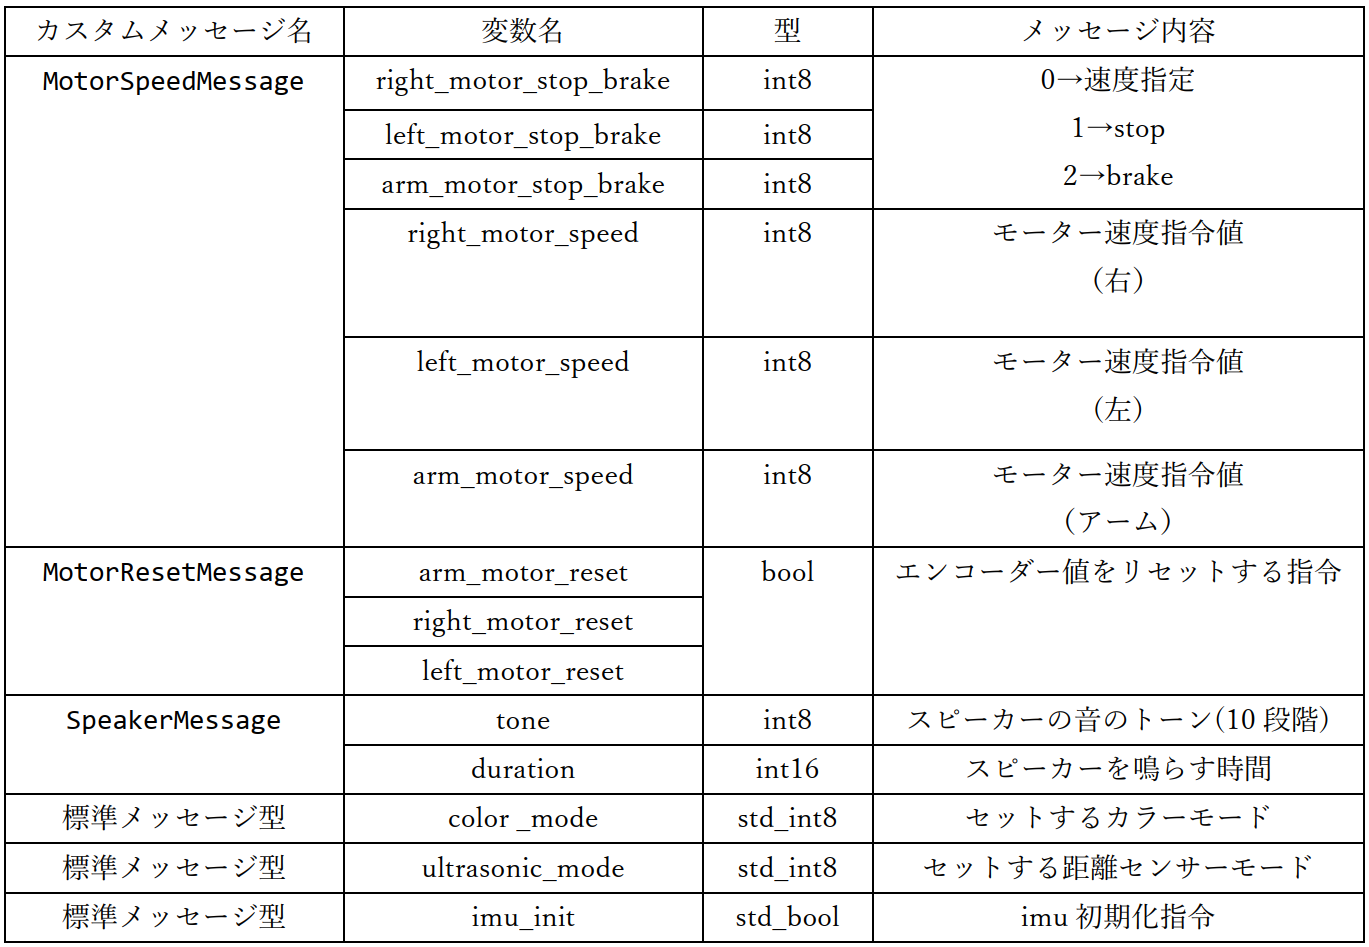 カスタムメッセージ名 変数名 型 メッセージ内容
MotorSpeedMessage right_motor_stop_brake int8 0→速度指定
left_motor_stop_brake int8 1→stop
arm_motor_stop_brake int8 2→brake
right_motor_speed int8 モーター速度指令値
（右）
left_motor_speed int8 モーター速度指令値
（左）
arm_motor_speed int8 モーター速度指令値
（アーム）
MotorResetMessage arm_motor_reset bool エンコーダー値をリセットする指令
right_motor_reset
left_motor_reset
SpeakerMessage tone int8 スピーカーの音のトーン(10 段階)
duration int16 スピーカーを鳴らす時間
標準メッセージ型 color _mode std_int8 セットするカラーモード
標準メッセージ型 ultrasonic_mode std_int8 セットする距離センサーモード
標準メッセージ型 imu_init std_bool imu 初期化指令